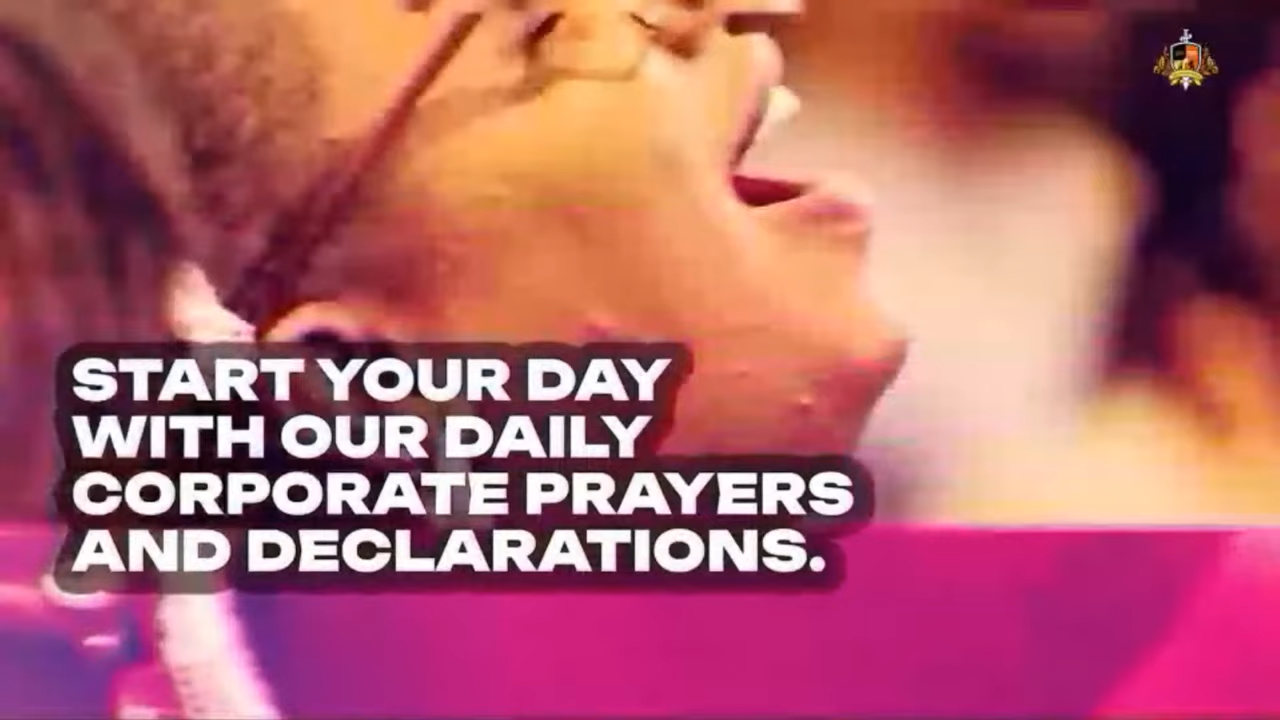 START YOUR DAY
WITH OUR DAILY
CORPORATE PRAYERS
AND DECLARATIONS.